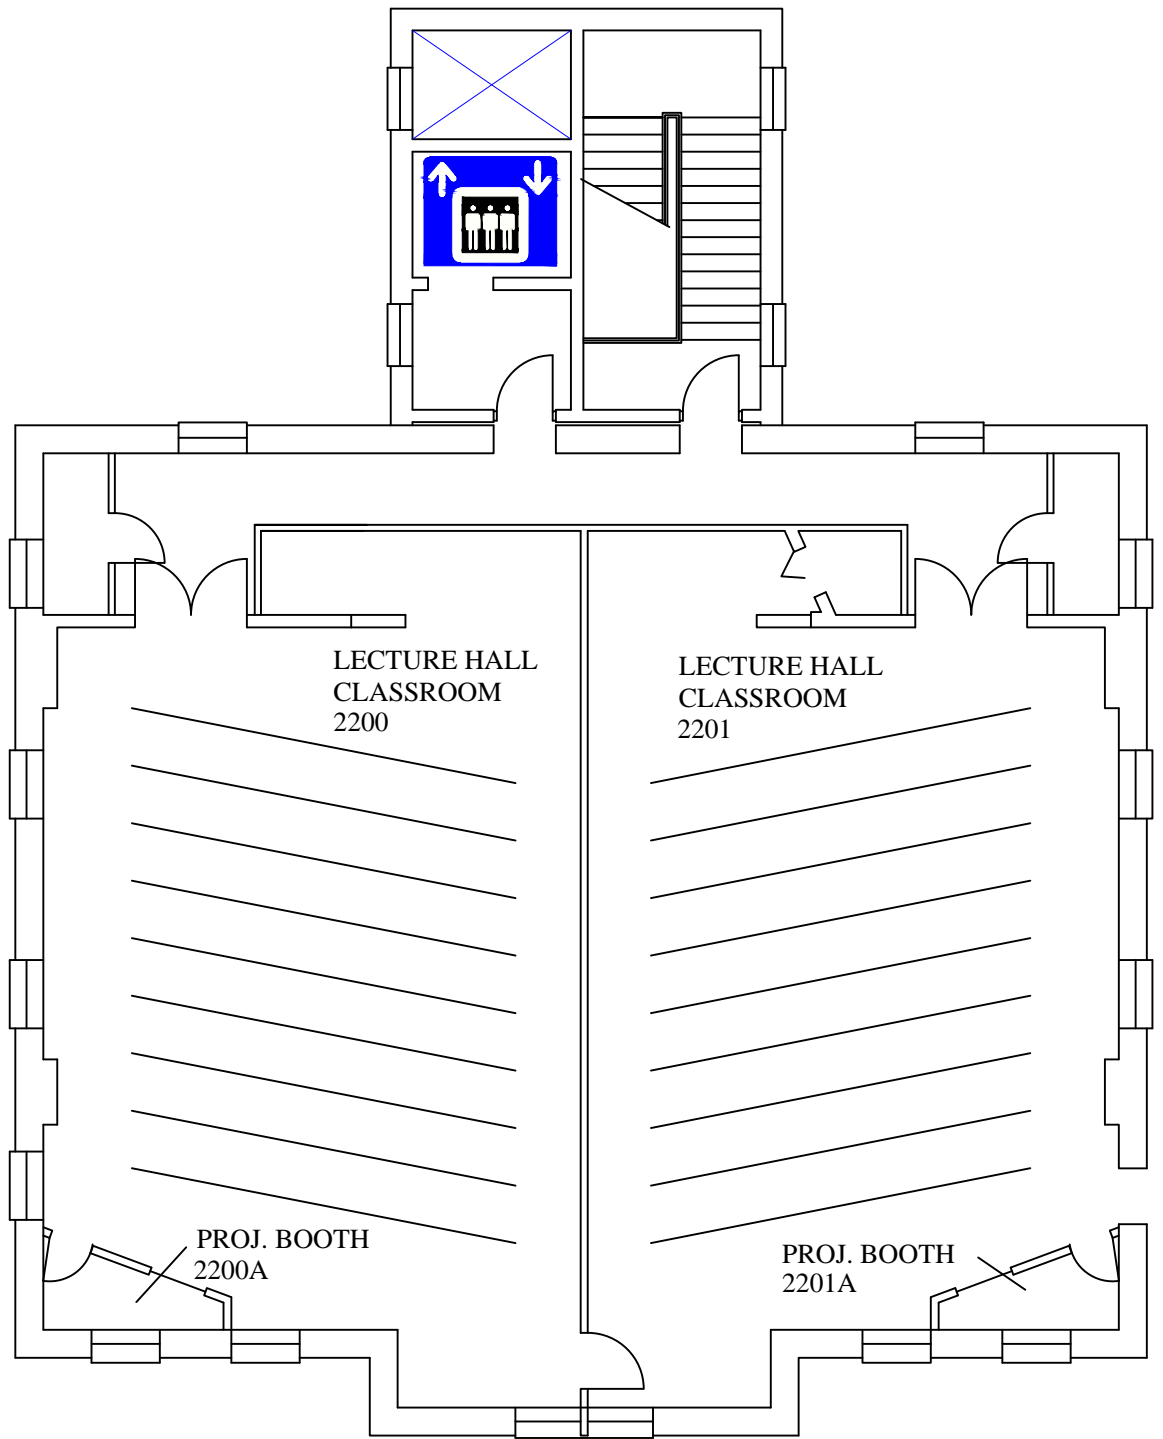 LECTURE HALL
CLASSROOM
2200
LECTURE HALL
CLASSROOM
2201
PROJ. BOOTH
2200A
PROJ. BOOTH
2201A